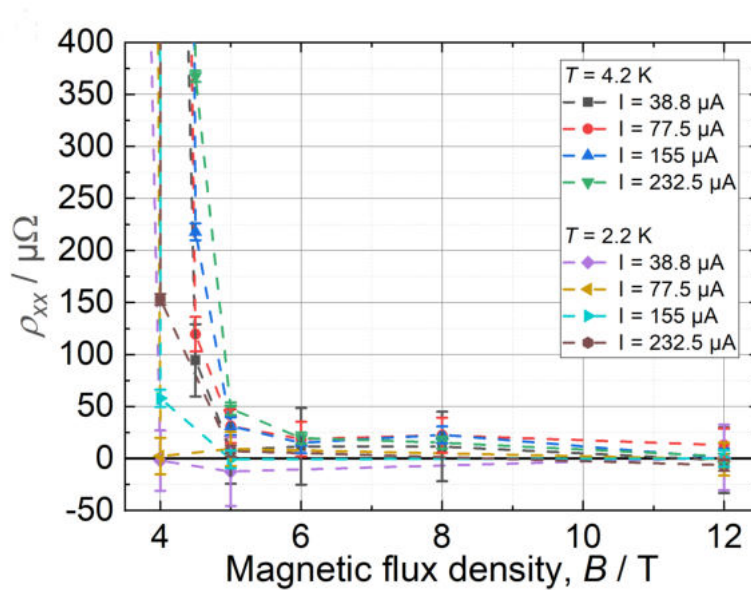 400
350
300
250
200
150
100
50
0
-50
ρxx / μΩ
T = 4.2 K
I = 38.8 μA
I = 77.5 μA
I = 155 μA
I = 232.5 μA
T = 2.2 K
I = 38.8 μA
I = 77.5 μA
I = 155 μA
I = 232.5 μA
4 6 8 10 12
Magnetic flux density, B / T